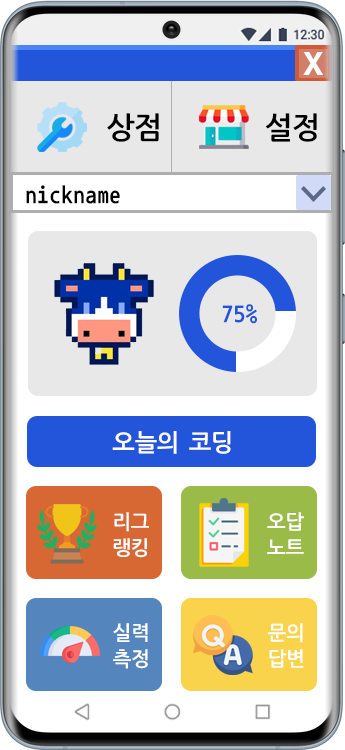 12:30
X
상점
설정
nickname
75%
오늘의 코딩
리그
랭킹
오답
노트
실력
측정
Q
A
문의
답변